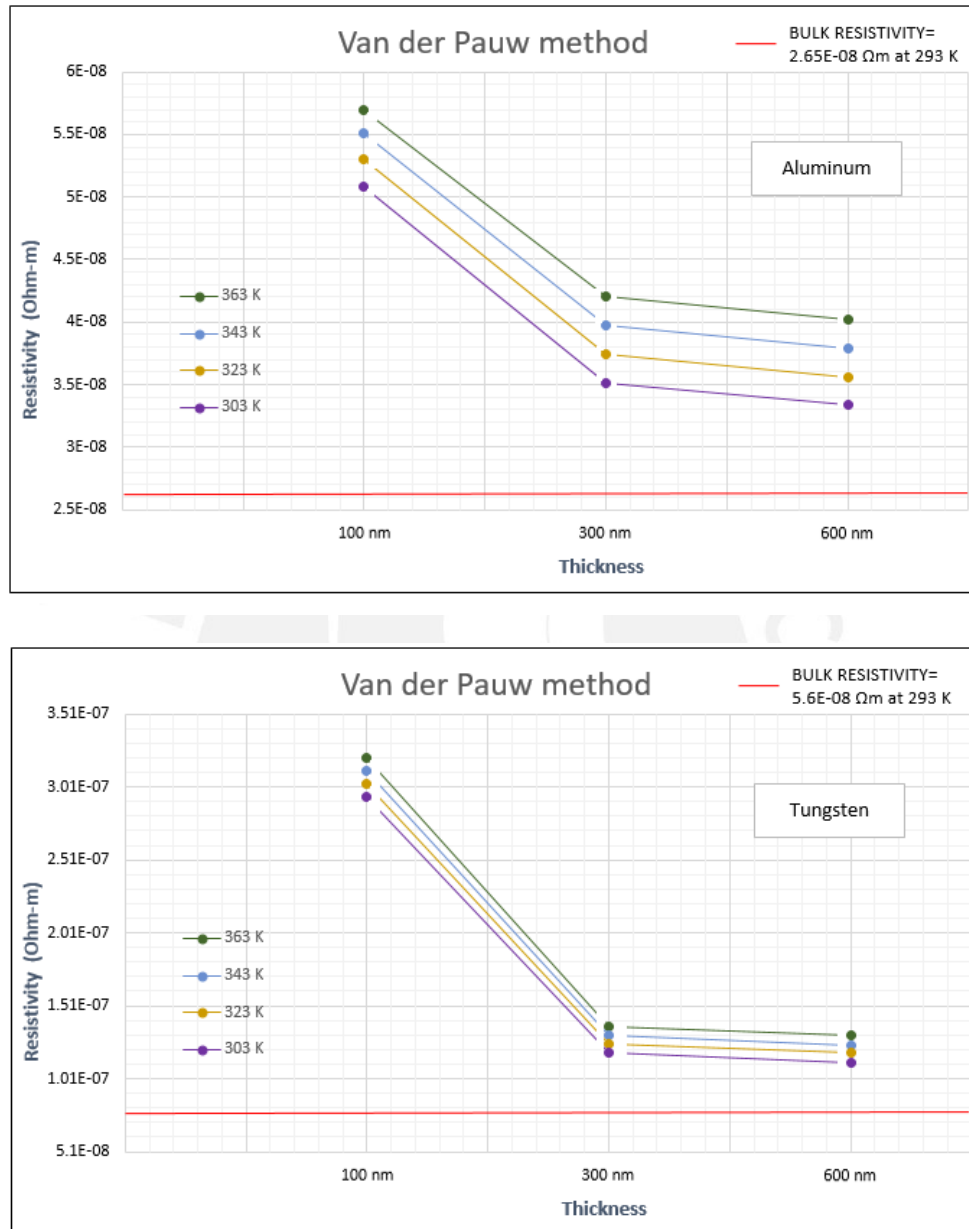 Van der Pauw method
BULK RESISTIVITY=
2.65E-08 Ωm at 293 K
6E-08
5.5E-08
5E-08
4.5E-08
4E-08
3.5E-08
3E-08
2.5E-08
Resistivity (Ohm-m)
Aluminum
363 K
343 K
323 K
303 K
100 nm
300 nm
600 nm
Thickness
Van der Pauw method
BULK RESISTIVITY=
5.6E-08 Ωm at 293 K
3.51E-07
3.01E-07
2.51E-07
2.01E-07
1.51E-07
1.01E-07
5.1E-08
Resistivity (Ohm-m)
Tungsten
363 K
343 K
323 K
303 K
100 nm
300 nm
600 nm
Thickness